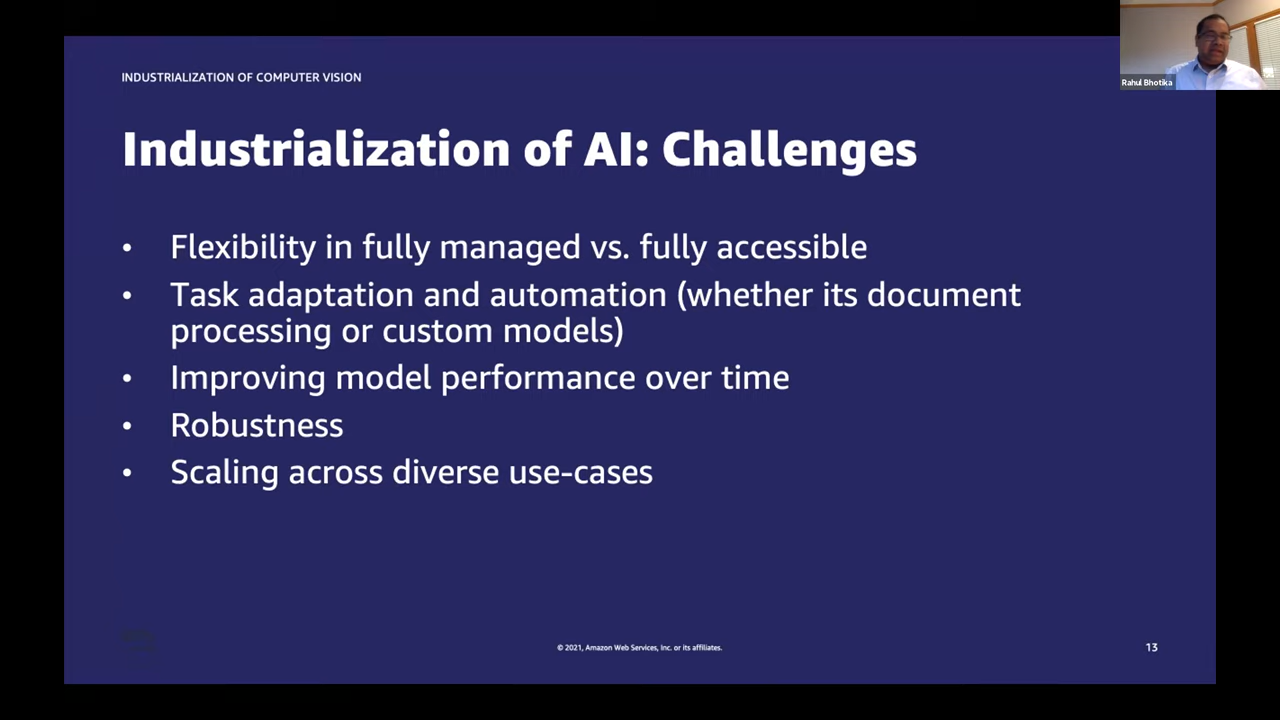 INDUSTRIALIZATION OF COMPUTER VISION
Rahul Bhotika
Industrialization of AI: Challenges
• Flexibility in fully managed vs. fully accessible
• Task adaptation and automation (whether its document
processing or custom models)
• Improving model performance over time
• Robustness
• Scaling across diverse use-cases
© 2021, Amazon Web Services, Inc. or its affiliates.
13